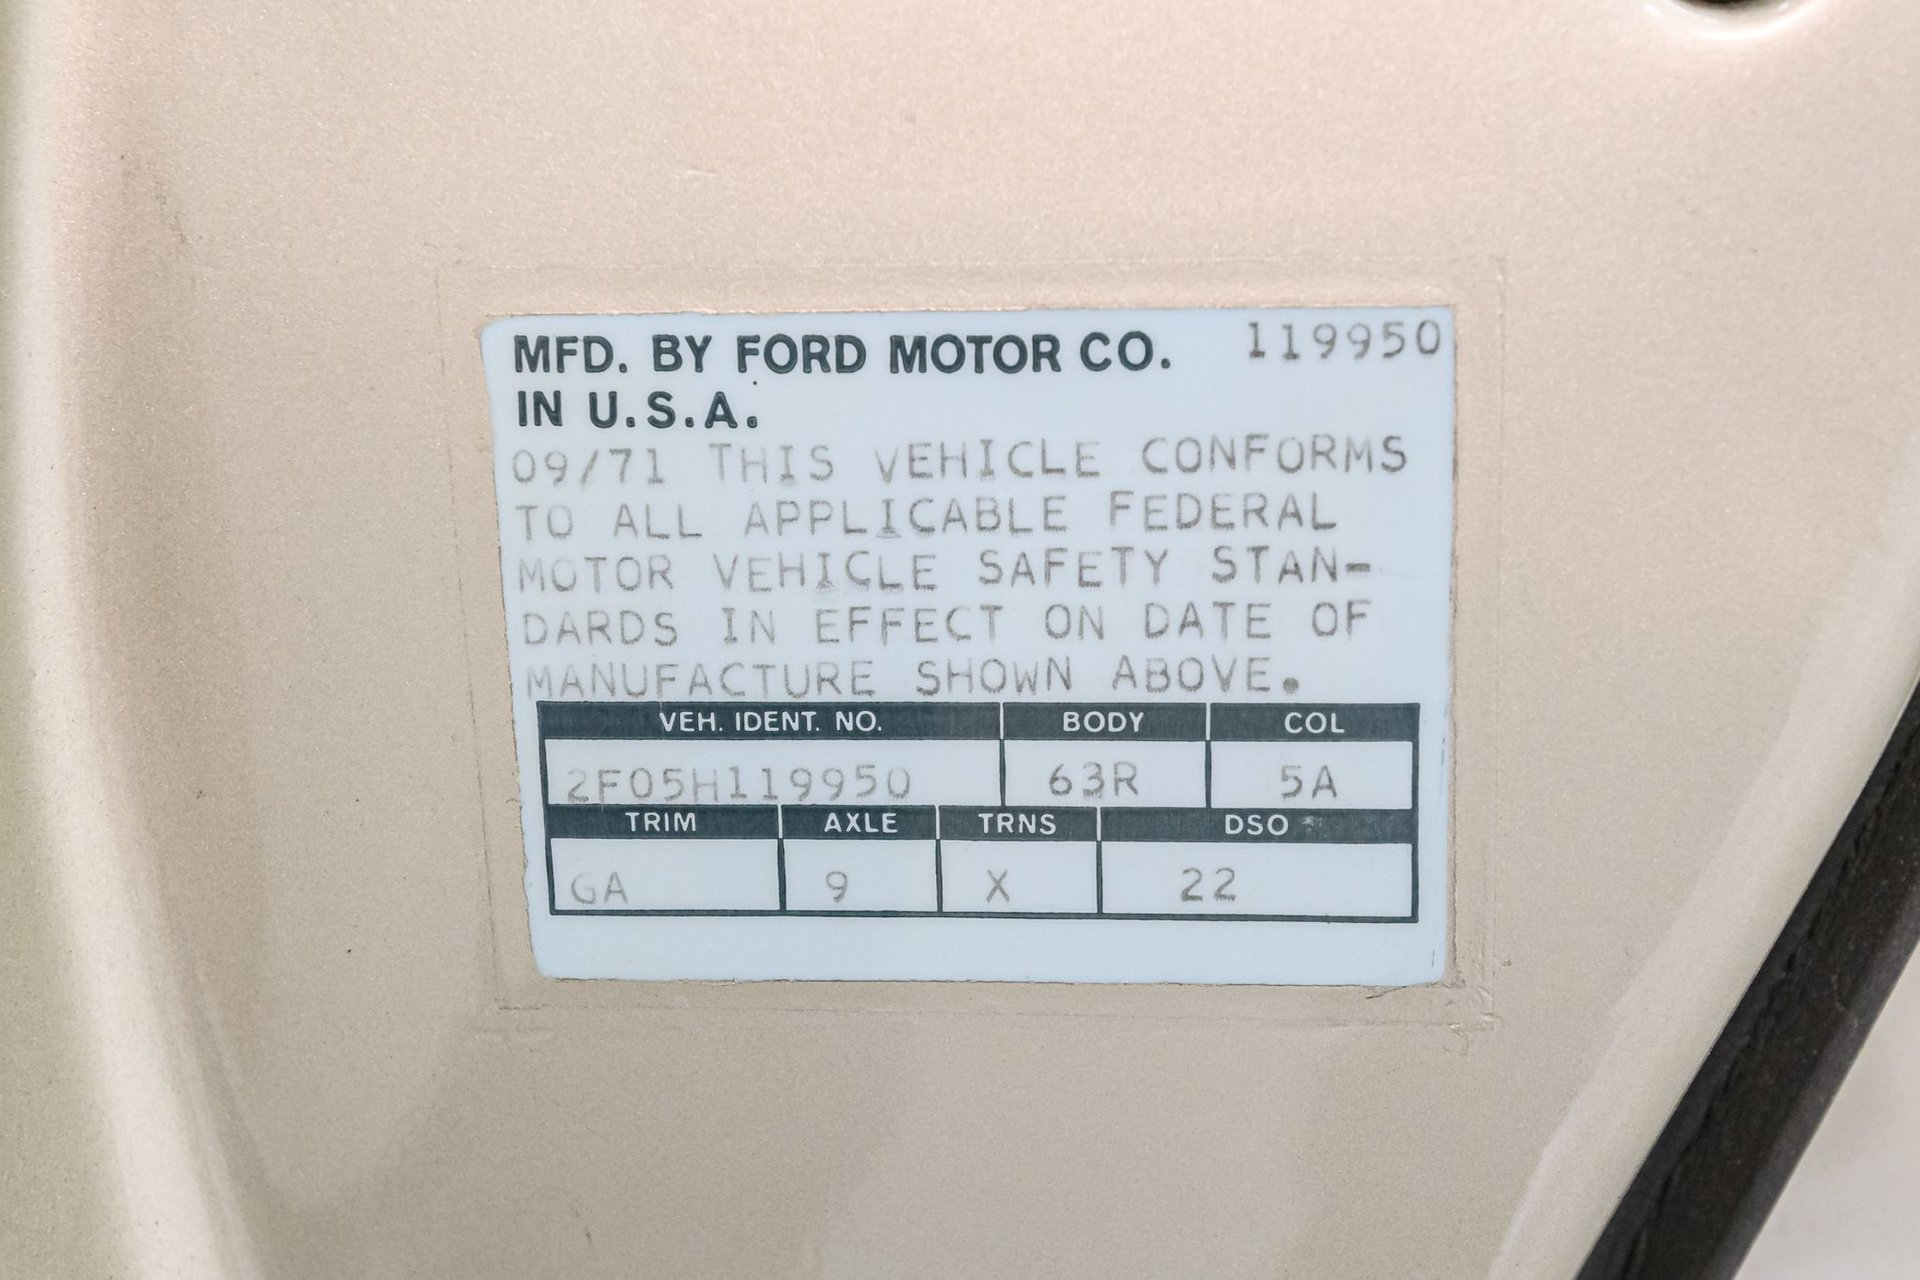 MFD. BY FORD MOTOR CO. 119950
IN U.S.A.
09/71 THIS VEHICLE CONFORMS
TO ALL APPLICABLE FEDERAL
MOTOR VEHICLE SAFETY STAN-
DARDS IN EFFECT ON DATE OF
MANUFACTURE SHOWN ABOVE.
VEH. IDENT. NO. BODY COL
2F05H119950 63R 5A
TRIM AXLE TRNS DSO
GA 9 X 22